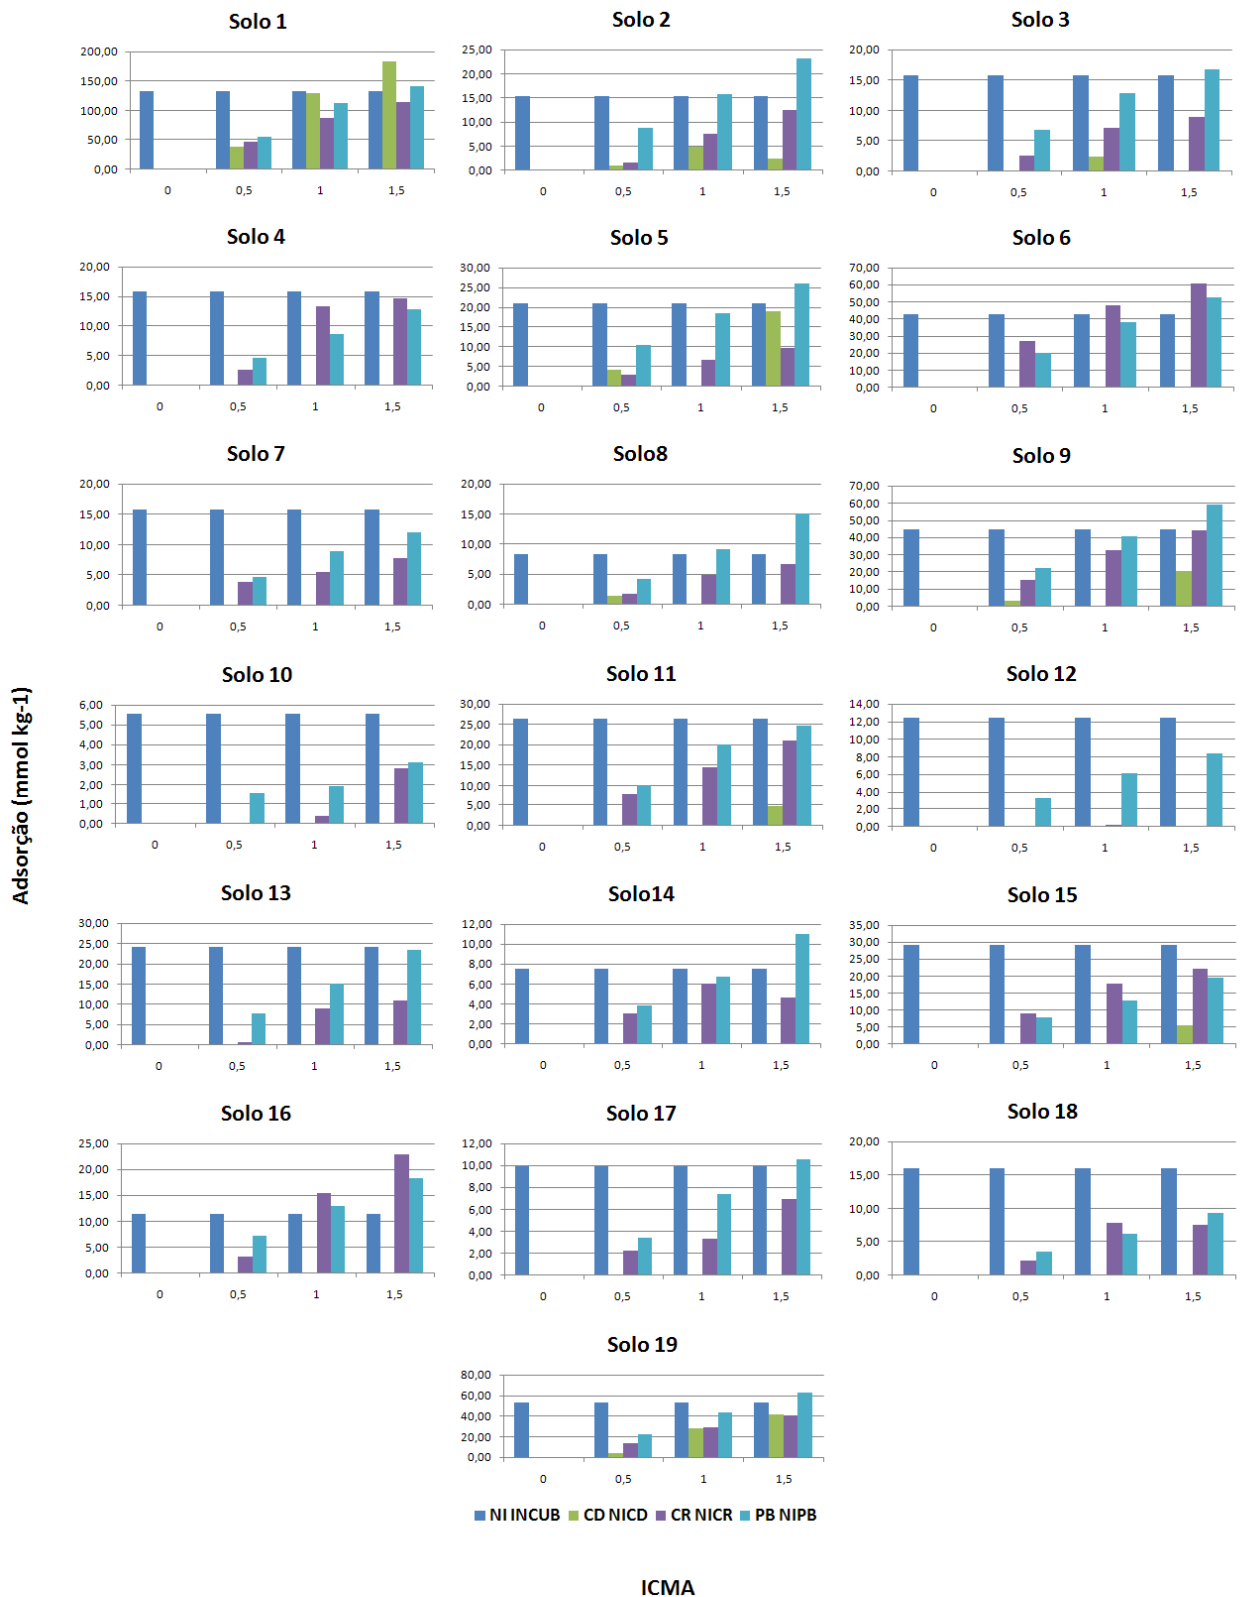 Solo 1 Solo 2 Solo 3
200,00 150,00 100,00 50,00 0,00
0 0,5 1 1,5
25,00 20,00 15,00 10,00 5,00 0,00
0 0,5 1 1,5
20,00 15,00 10,00 5,00 0,00
0 0,5 1 1,5
Solo 4 Solo 5 Solo 6
20,00 15,00 10,00 5,00 0,00
0 0,5 1 1,5
30,00 25,00 20,00 15,00 10,00 5,00 0,00
0 0,5 1 1,5
70,00 60,00 50,00 40,00 30,00 20,00 10,00 0,00
0 0,5 1 1,5
Solo 7 Solo8 Solo 9
20,00 15,00 10,00 5,00 0,00
0 0,5 1 1,5
20,00 15,00 10,00 5,00 0,00
0 0,5 1 1,5
70,00 60,00 50,00 40,00 30,00 20,00 10,00 0,00
0 0,5 1 1,5
Adsorção (mmol kg-1)
Solo 10 Solo 11 Solo 12
6,00 5,00 4,00 3,00 2,00 1,00 0,00
0 0,5 1 1,5
30,00 25,00 20,00 15,00 10,00 5,00 0,00
0 0,5 1 1,5
14,00 12,00 10,00 8,00 6,00 4,00 2,00 0,00
0 0,5 1 1,5
Solo 13 Solo14 Solo 15
30,00 25,00 20,00 15,00 10,00 5,00 0,00
0 0,5 1 1,5
12,00 10,00 8,00 6,00 4,00 2,00 0,00
0 0,5 1 1,5
35,00 30,00 25,00 20,00 15,00 10,00 5,00 0,00
0 0,5 1 1,5
Solo 16 Solo 17 Solo 18
25,00 20,00 15,00 10,00 5,00 0,00
0 0,5 1 1,5
12,00 10,00 8,00 6,00 4,00 2,00 0,00
0 0,5 1 1,5
20,00 15,00 10,00 5,00 0,00
0 0,5 1 1,5
Solo 19
80,00 60,00 40,00 20,00 0,00
0 0,5 1 1,5
NI INCUB CD NICD CR NICR PB NIPB
ICMA